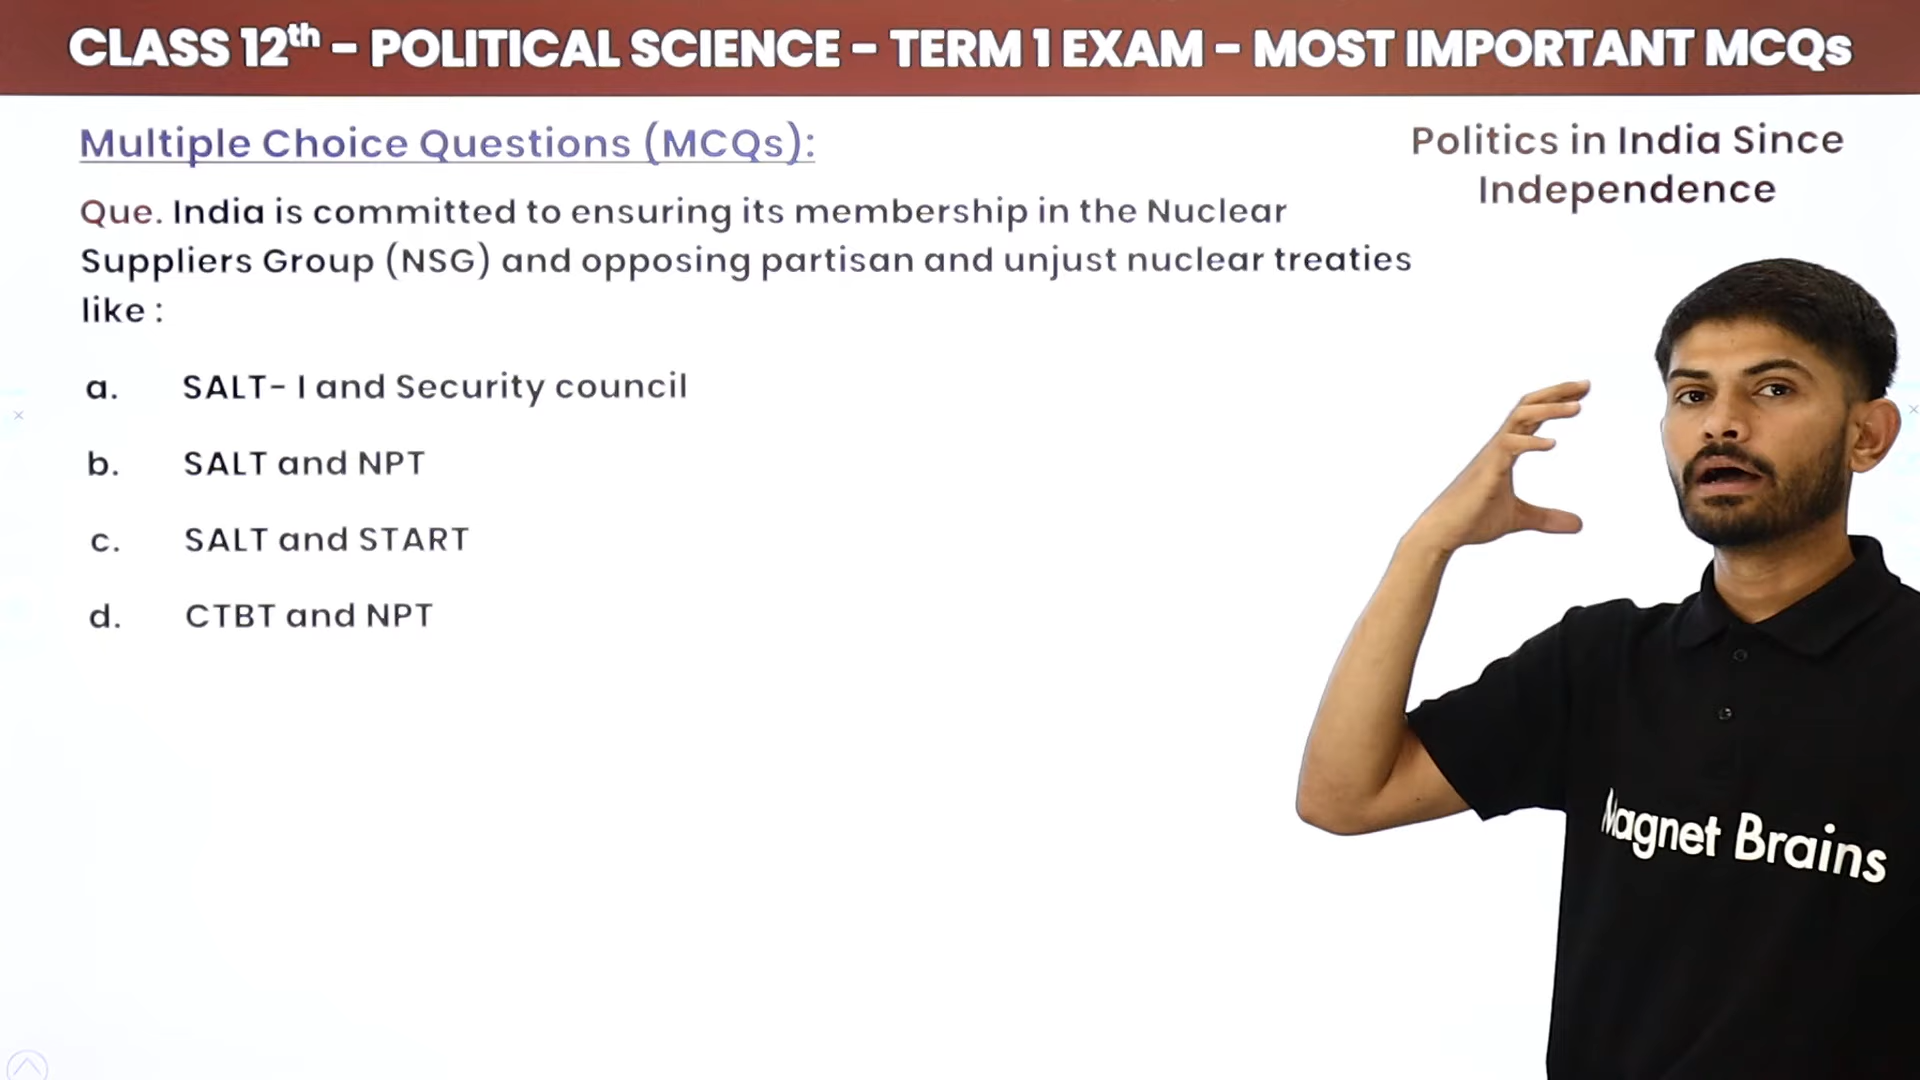 CLASS 12th – POLITICAL SCIENCE – TERM 1 EXAM – MOST IMPORTANT MCQs
Multiple Choice Questions (MCQs):
Politics in India Since
Independence
Que. India is committed to ensuring its membership in the Nuclear
Suppliers Group (NSG) and opposing partisan and unjust nuclear treaties
like :
a. SALT- I and Security council
b. SALT and NPT
c. SALT and START
d. CTBT and NPT
Magnet Brains